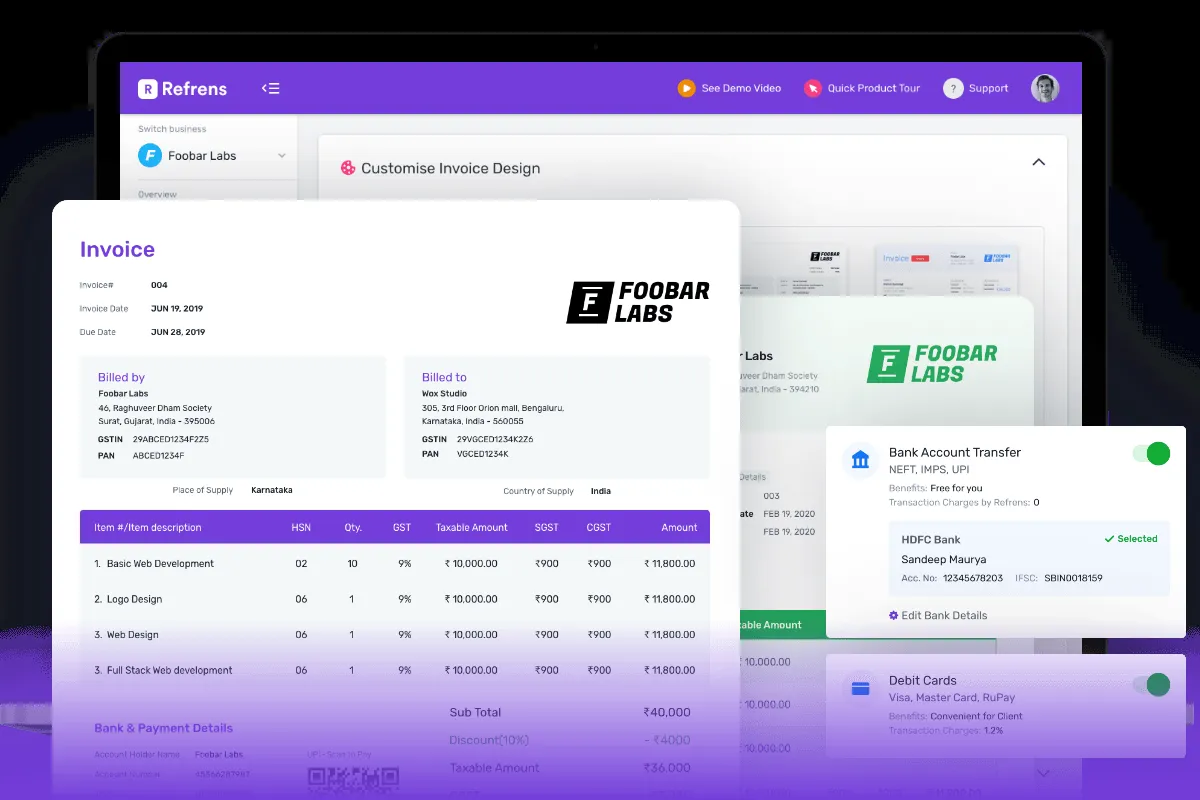 Refrens
See Demo Video
Quick Product Tour
? Support
Switch business
Foobar Labs
Overview
Customise Invoice Design
Invoice
Invoice# 004
Invoice Date JUN 19, 2019
Due Date JUN 28, 2019
FOOBAR
LABS
Billed by
Foobar Labs
46, Raghuveer Dham Society
Surat, Gujarat, India - 395006
GSTIN 29ABCED1234F2Z5
PAN ABCED1234F
Billed to
Wox Studio
305, 3rd Floor Orion mall, Bengaluru,
Karnataka, India - 560055
GSTIN 29VGCED1234K2Z6
PAN VGCED1234K
Place of Supply Karnataka
Country of Supply India
Item #/Item description HSN Qty. GST Taxable Amount SGST CGST Amount
1. Basic Web Development 02 10 9% ₹ 10,000.00 ₹900 ₹900 ₹ 11,800.00
2. Logo Design 06 1 9% ₹ 10,000.00 ₹900 ₹900 ₹ 11,800.00
3. Web Design 06 1 9% ₹ 10,000.00 ₹900 ₹900 ₹ 11,800.00
3. Full Stack Web development 06 1 9% ₹ 10,000.00 ₹900 ₹900 ₹ 11,800.00
Sub Total ₹40,000
Discount(10%) - ₹4000
Taxable Amount ₹36,000
Bank & Payment Details
Account Holder Name Foobar Labs
Account Number
UPI - Scan to Pay
Invoice
FOOBAR
LABS
FOOBAR
LABS
r Labs
uveer Dham Society
arat, India - 394210
FOOBAR
LABS
Details
003
ate FEB 19, 2020
FEB 19, 2020
xable Amount
₹ 10,000.00
10,000.00
10,000.00
Bank Account Transfer
NEFT, IMPS, UPI
Benefits: Free for you
Transaction Charges by Refrens: 0
HDFC Bank
Selected
Sandeep Maurya
Acc. No: 12345678203 IFSC: SBIN0018159
Edit Bank Details
Debit Cards
Visa, Master Card, RuPay
Benefits: Convenient for Client
Transaction Charges: 1.2%